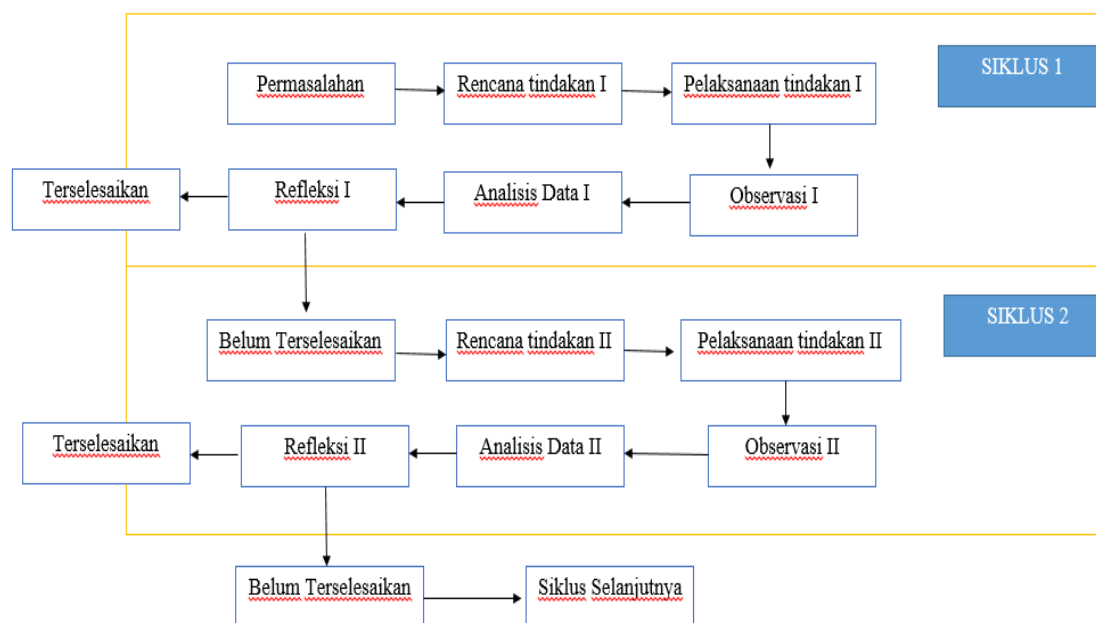 SIKLUS 1
Permasalahan
Rencana tindakan I
Pelaksanaan tindakan I
Terselesaikan
Refleksi I
Analisis Data I
Observasi I
SIKLUS 2
Belum Terselesaikan
Rencana tindakan II
Pelaksanaan tindakan II
Terselesaikan
Refleksi II
Analisis Data II
Observasi II
Belum Terselesaikan
Siklus Selanjutnya